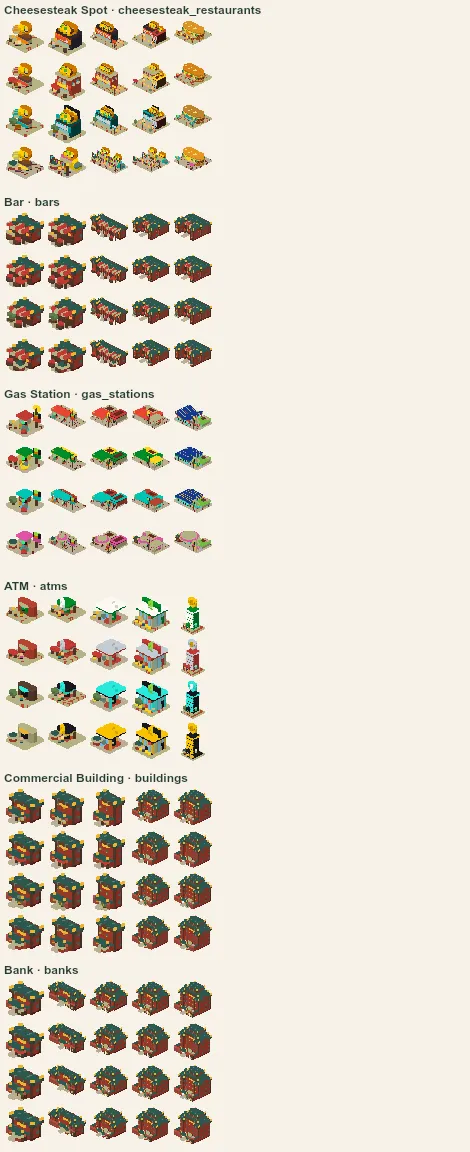 Cheesesteak Spot · cheesesteak_restaurants
Bar · bars
Gas Station · gas_stations
ATM · atms
Commercial Building · buildings
Bank · banks